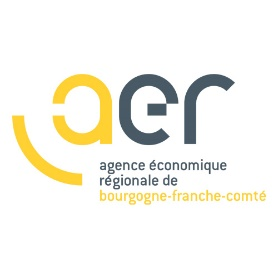 aer
agence économique
régionale de
bourgogne-franche-comté